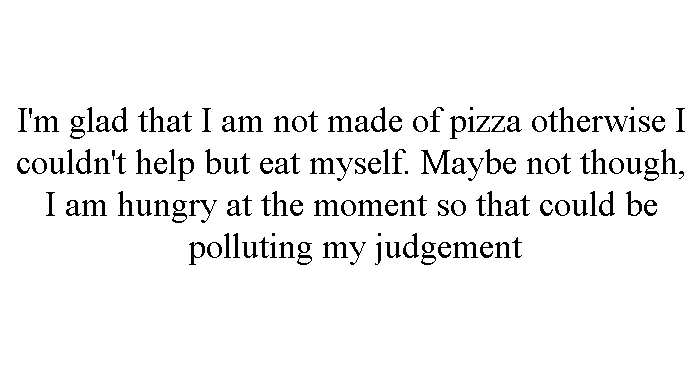 I'm glad that I am not made of pizza otherwise I
couldn't help but eat myself. Maybe not though,
I am hungry at the moment so that could be
polluting my judgement